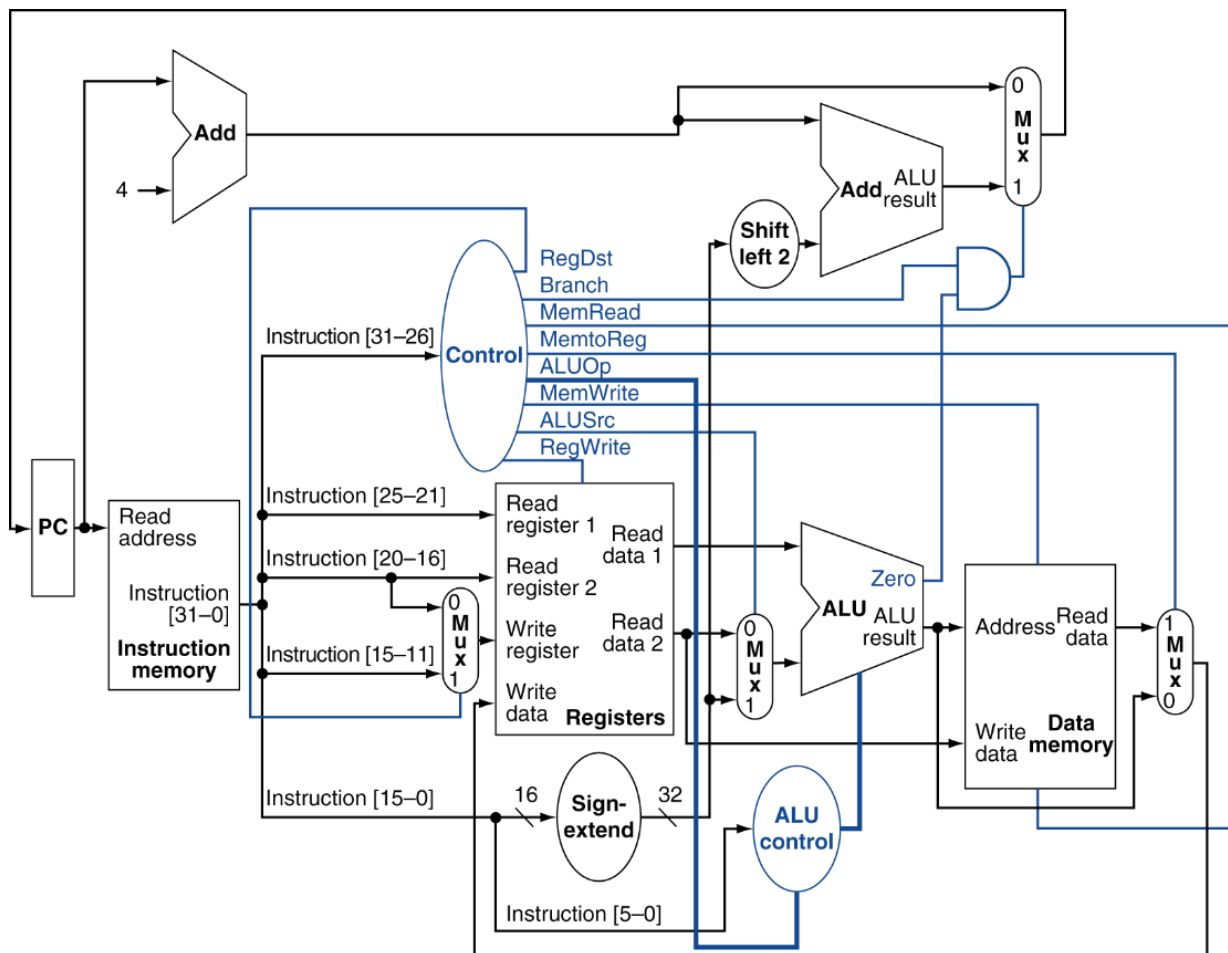 0
M
u
x
1
Add
4
Add
ALU
result
Shift
left 2
RegDst
Branch
MemRead
MemtoReg
ALUOp
MemWrite
ALUSrc
RegWrite
Control
Instruction [31–26]
PC
Read
address
Instruction
[31–0]
Instruction
memory
Instruction [25–21]
Instruction [20–16]
Instruction [15–11]
0
M
u
x
1
Read
register 1
Read
register 2
Write
register
Write
data
Read
data 1
Read
data 2
Registers
0
M
u
x
1
Zero
ALU
ALU
result
Address
Read
data
Write
data
Data
memory
1
M
u
x
0
Instruction [15–0]
16
Sign-
extend
32
ALU
control
Instruction [5–0]